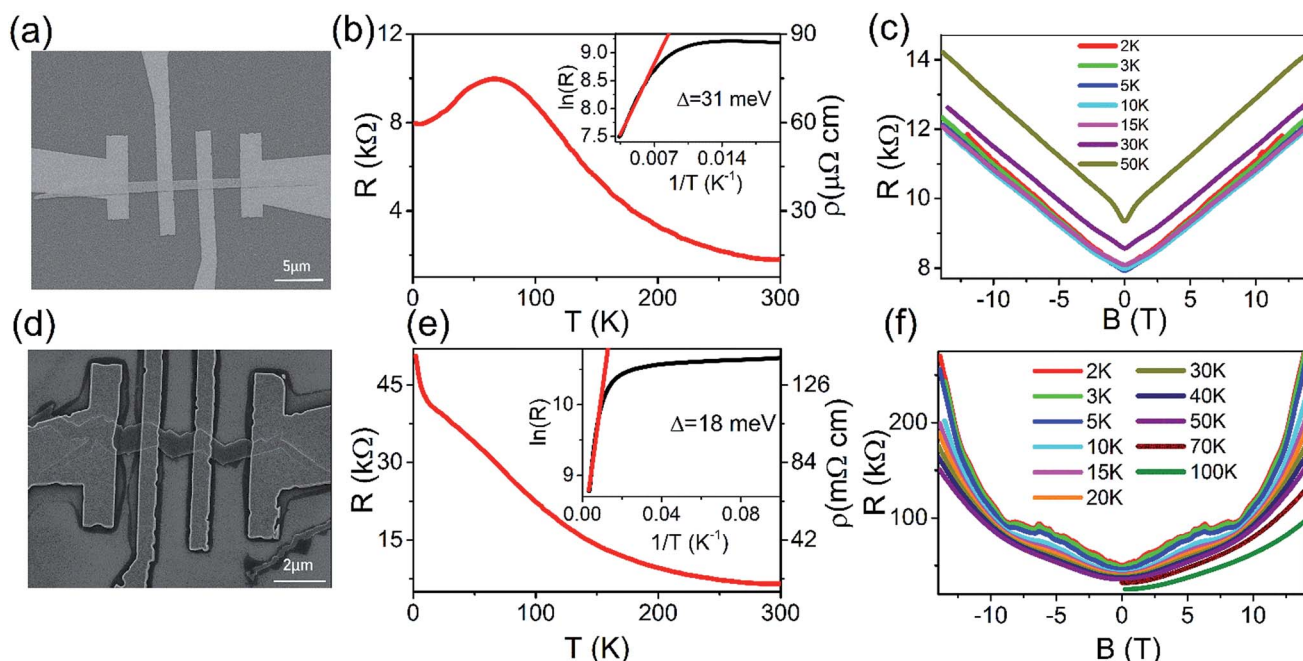 (a)
5μm
(b)
R (kΩ)
12
8
4
0 100 200 300
T (K)
ρ(μΩ cm)
90
60
30
ln(R)
9.0
8.5
8.0
7.5
0.007 0.014
1/T (K⁻¹)
Δ=31 meV
(c)
R (kΩ)
14
12
10
8
-10 -5 0 5 10
B (T)
2K
3K
5K
10K
15K
30K
50K
(d)
2μm
(e)
R (kΩ)
45
30
15
0 100 200 300
T (K)
ρ(mΩ cm)
126
84
42
ln(R)
10
9
0.00 0.04 0.08
1/T (K⁻¹)
Δ=18 meV
(f)
R (kΩ)
200
100
-10 -5 0 5 10
B (T)
2K
3K
5K
10K
15K
20K
30K
40K
50K
70K
100K